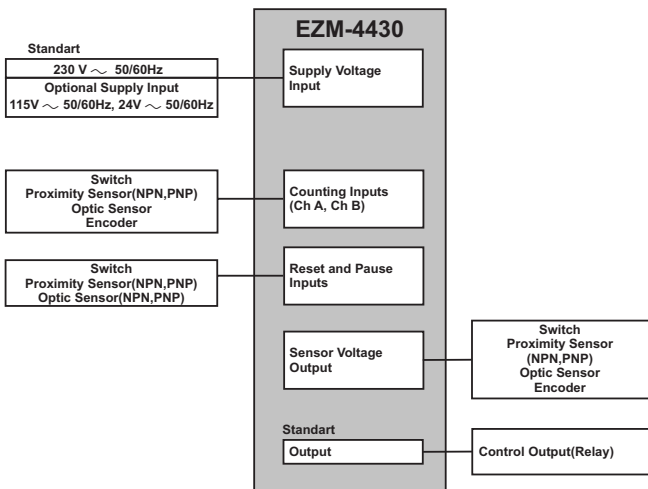 EZM-4430
Standart
230 V ~ 50/60Hz
Optional Supply Input
115V ~ 50/60Hz, 24V ~ 50/60Hz
Supply Voltage
Input
Switch
Proximity Sensor(NPN,PNP)
Optic Sensor
Encoder
Counting Inputs
(Ch A, Ch B)
Switch
Proximity Sensor(NPN,PNP)
Optic Sensor(NPN,PNP)
Reset and Pause
Inputs
Sensor Voltage
Output
Switch
Proximity Sensor
(NPN,PNP)
Optic Sensor
Encoder
Standart
Output
Control Output(Relay)